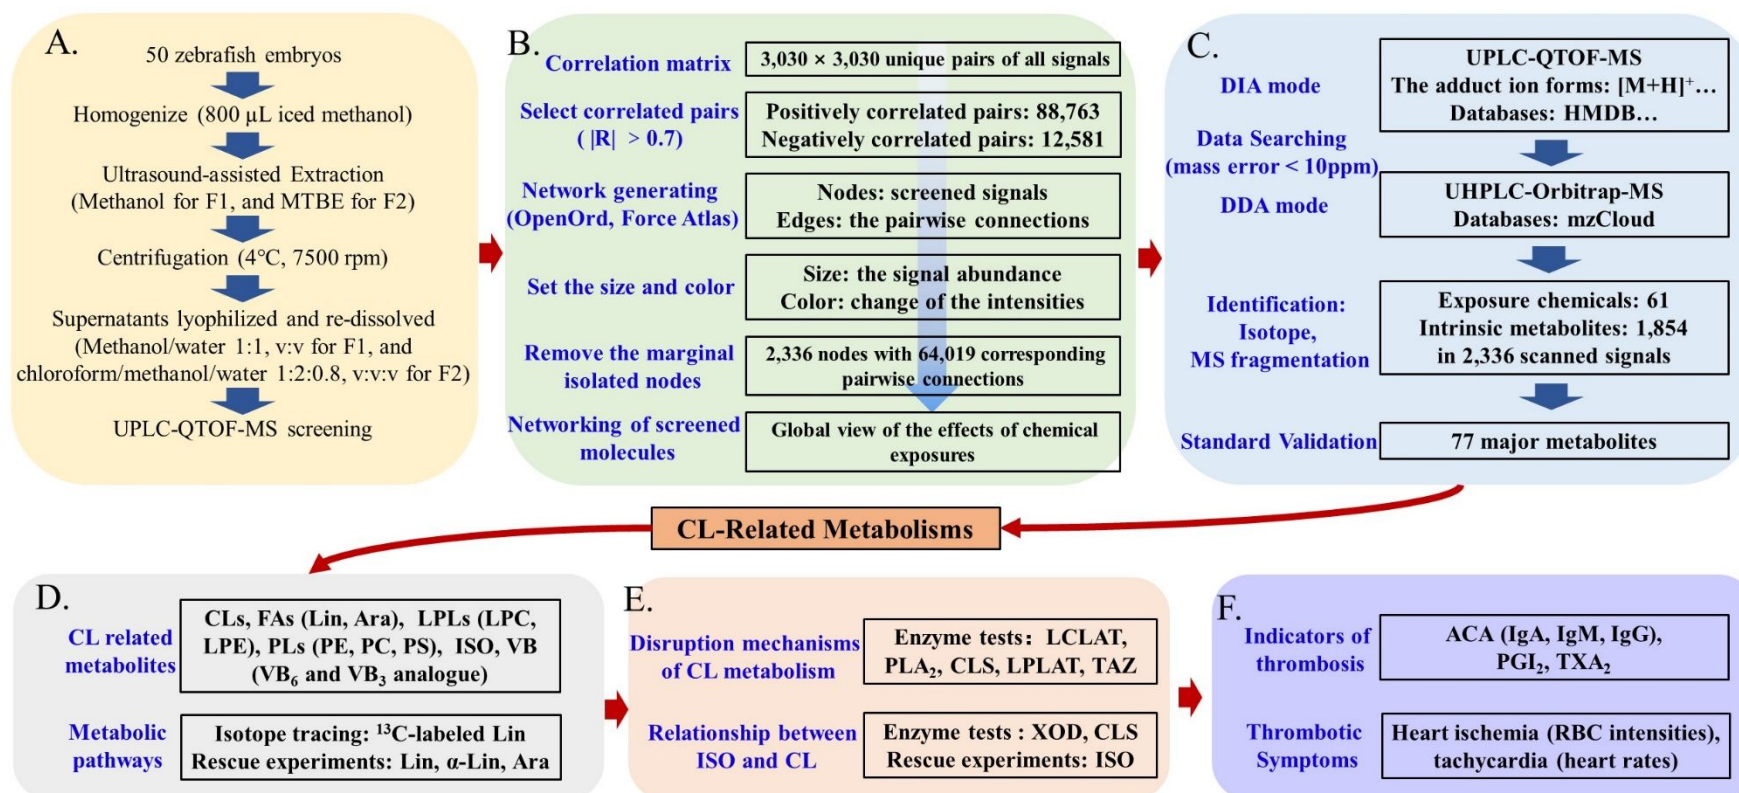 A.
50 zebrafish embryos
Homogenize (800 µL iced methanol)
Ultrasound-assisted Extraction
(Methanol for F1, and MTBE for F2)
Centrifugation (4℃, 7500 rpm)
Supernatants lyophilized and re-dissolved
(Methanol/water 1:1, v:v for F1, and
chloroform/methanol/water 1:2:0.8, v:v:v for F2)
UPLC-QTOF-MS screening
B.
Correlation matrix
3,030 × 3,030 unique pairs of all signals
Select correlated pairs
( |R| > 0.7)
Positively correlated pairs: 88,763
Negatively correlated pairs: 12,581
Network generating
(OpenOrd, Force Atlas)
Nodes: screened signals
Edges: the pairwise connections
Set the size and color
Size: the signal abundance
Color: change of the intensities
Remove the marginal
isolated nodes
2,336 nodes with 64,019 corresponding
pairwise connections
Networking of screened
molecules
Global view of the effects of chemical
exposures
C.
DIA mode
UPLC-QTOF-MS
The adduct ion forms: [M+H]⁺…
Databases: HMDB…
Data Searching
(mass error < 10ppm)
DDA mode
UHPLC-Orbitrap-MS
Databases: mzCloud
Identification:
Isotope,
MS fragmentation
Exposure chemicals: 61
Intrinsic metabolites: 1,854
in 2,336 scanned signals
Standard Validation
77 major metabolites
CL-Related Metabolisms
D.
CL related
metabolites
CLs, FAs (Lin, Ara), LPLs (LPC,
LPE), PLs (PE, PC, PS), ISO, VB
(VB₆ and VB₃ analogue)
Metabolic
pathways
Isotope tracing: ¹³C-labeled Lin
Rescue experiments: Lin, α-Lin, Ara
E.
Disruption mechanisms
of CL metabolism
Enzyme tests: LCLAT,
PLA₂, CLS, LPLAT, TAZ
Relationship between
ISO and CL
Enzyme tests : XOD, CLS
Rescue experiments: ISO
F.
Indicators of
thrombosis
ACA (IgA, IgM, IgG),
PGI₂, TXA₂
Thrombotic
Symptoms
Heart ischemia (RBC intensities),
tachycardia (heart rates)